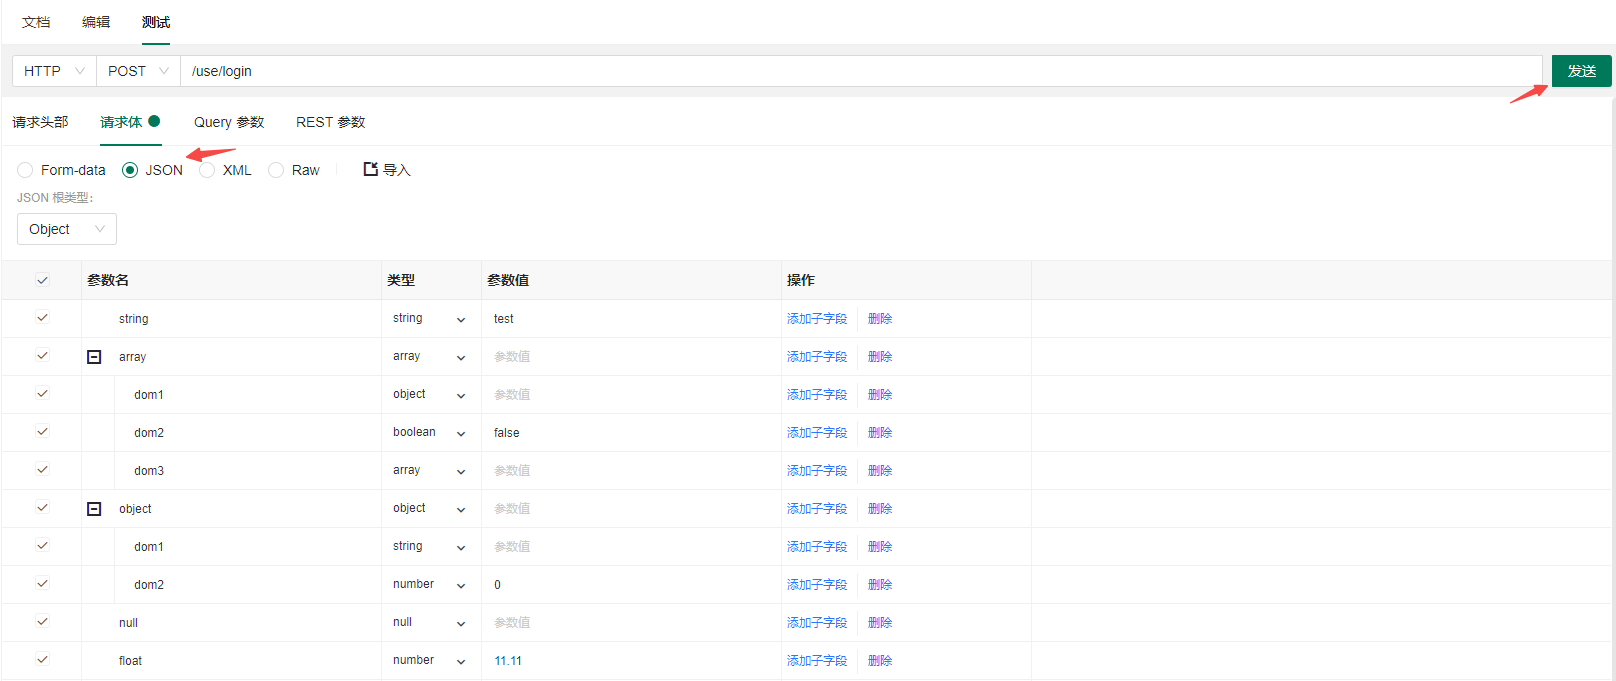 文档 编辑 测试
HTTP POST /use/login 发送
请求头部 请求体 Query 参数 REST 参数
Form-data JSON XML Raw 导入
JSON 根类型:
Object
参数名 类型 参数值 操作
string string test 添加子字段 删除
array array 参数值 添加子字段 删除
dom1 object 参数值 添加子字段 删除
dom2 boolean false 添加子字段 删除
dom3 array 参数值 添加子字段 删除
object object 参数值 添加子字段 删除
dom1 string 参数值 添加子字段 删除
dom2 number 0 添加子字段 删除
null null 参数值 添加子字段 删除
float number 11.11 添加子字段 删除